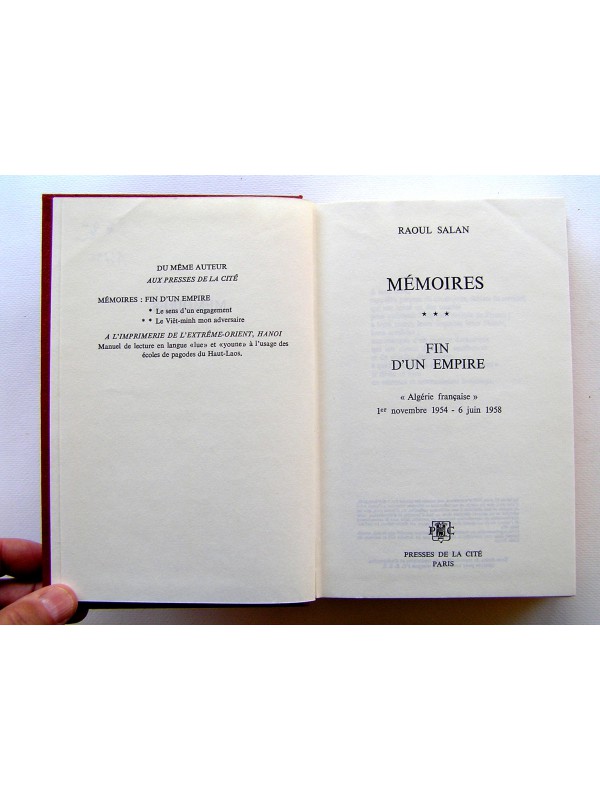 DU MÊME AUTEUR
AUX PRESSES DE LA CITÉ
MÉMOIRES : FIN D'UN EMPIRE
* Le sens d'un engagement
* * Le Viêt-minh mon adversaire
A L'IMPRIMERIE DE L'EXTRÊME-ORIENT, HANOI
Manuel de lecture en langue «lue» et «youne» à l'usage des
écoles de pagodes du Haut-Laos,
RAOUL SALAN
MÉMOIRES
* * *
FIN
D'UN EMPIRE
« Algérie française »
1er novembre 1954 - 6 juin 1958
PRESSES DE LA CITÉ
PARIS